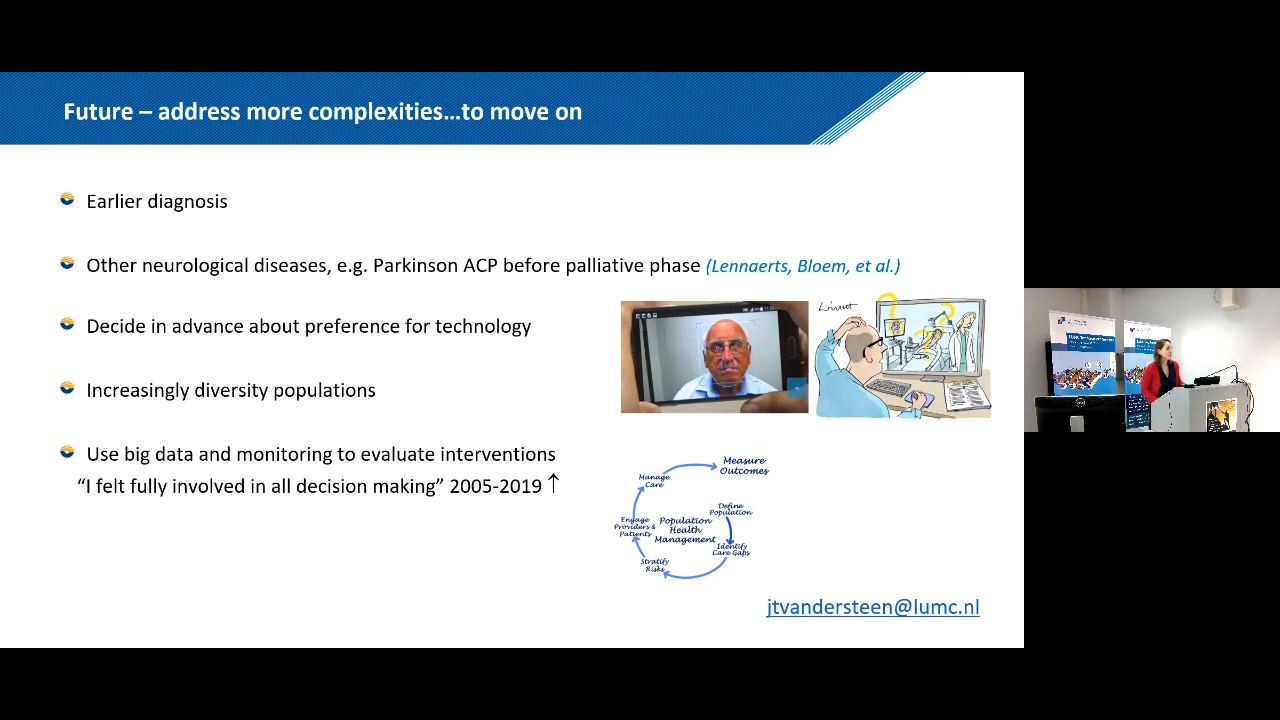 Future – address more complexities…to move on
Earlier diagnosis
Other neurological diseases, e.g. Parkinson ACP before palliative phase (Lennaerts, Bloem, et al.)
Decide in advance about preference for technology
Increasingly diversity populations
Use big data and monitoring to evaluate interventions
“I felt fully involved in all decision making” 2005-2019 ↑
Measure
Outcomes
Manage
Care
Define
Population
Engage
Providers &
Patients
Population
Health
Management
Identify
Care Gaps
Stratify
Risks
jtvandersteen@lumc.nl